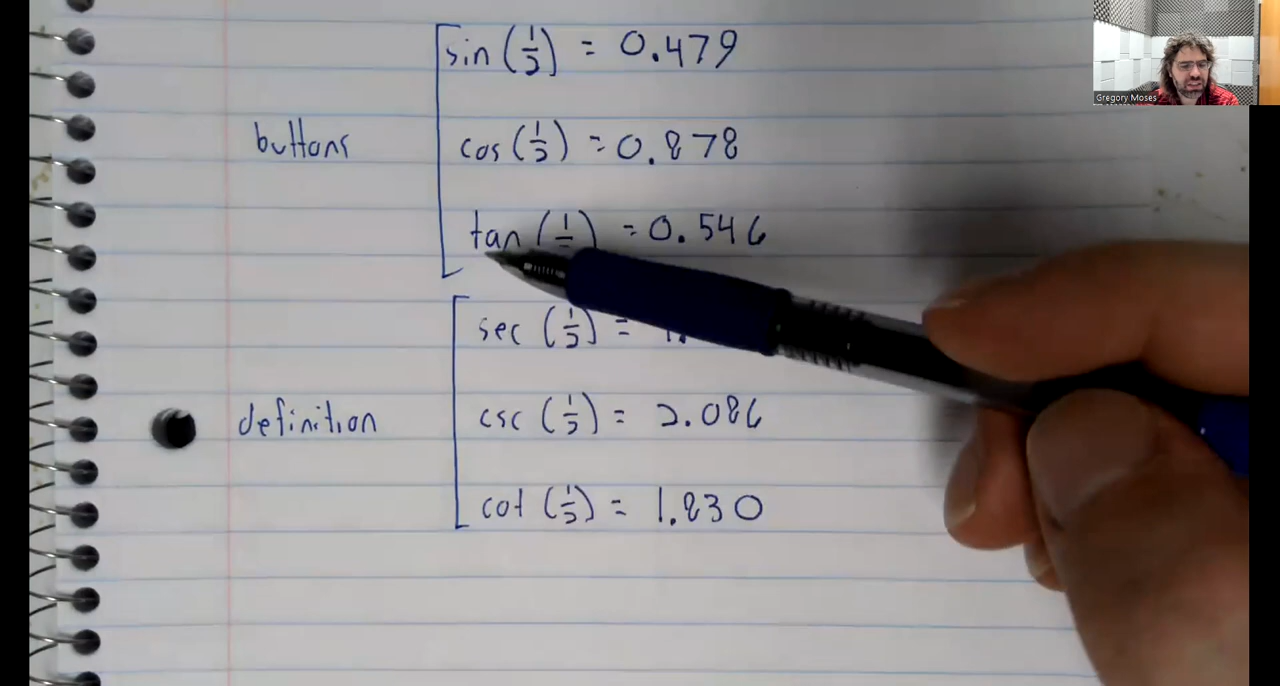 Gregory Moses
sin (1/2) = 0.479
buttons cos (1/2) = 0.878
tan (1/ ) = 0.546
sec (1/2) = 1.
definition csc (1/2) = 2.086
cot (1/2) = 1.830